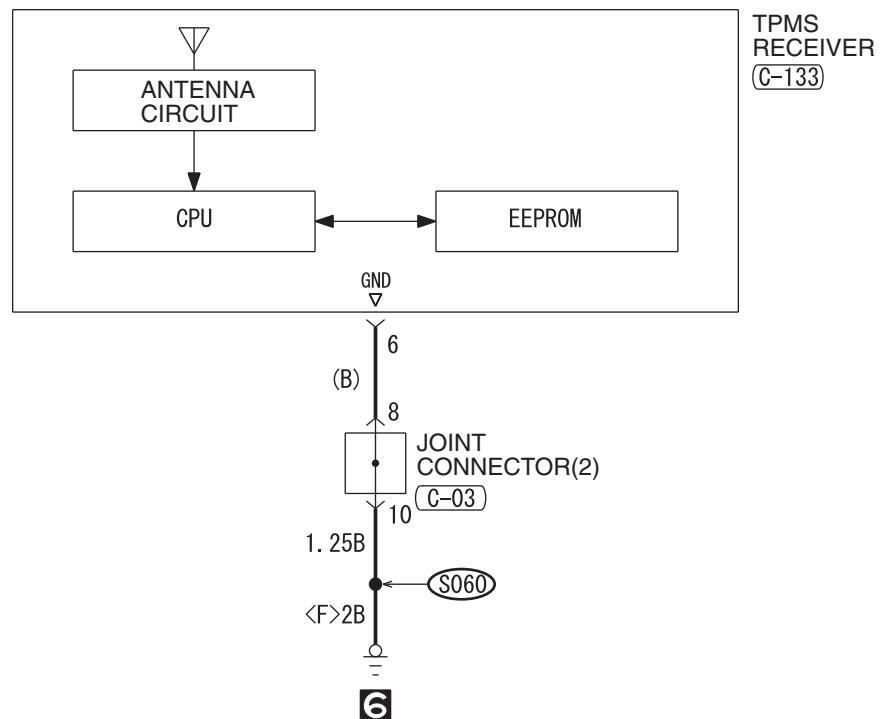 TPMS
RECEIVER
C-133
ANTENNA
CIRCUIT
CPU
EEPROM
GND
6
(B)
8
JOINT
CONNECTOR(2)
C-03
10
1. 25B
S060
<F>2B
6